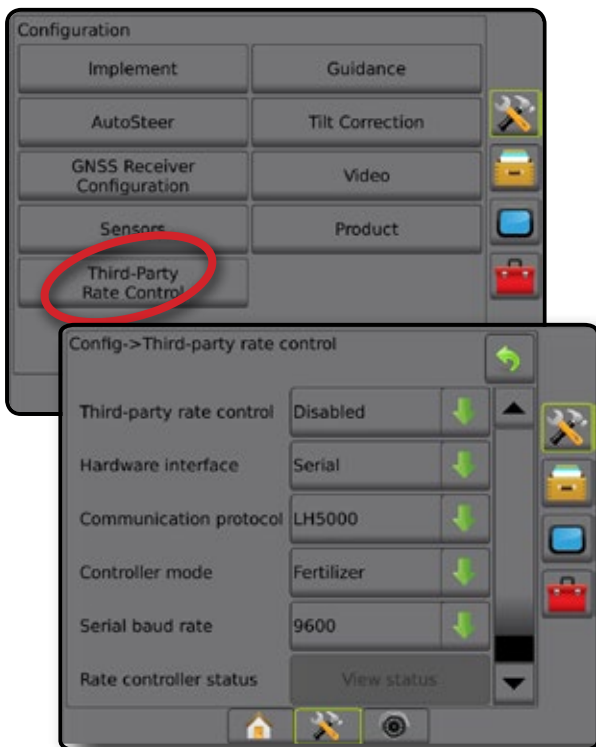 Configuration
Implement
Guidance
AutoSteer
Tilt Correction
GNSS Receiver
Configuration
Video
Sensors
Product
Third-Party
Rate Control
Config->Third-party rate control
Third-party rate control Disabled
Hardware interface Serial
Communication protocol LH5000
Controller mode Fertilizer
Serial baud rate 9600
Rate controller status View status